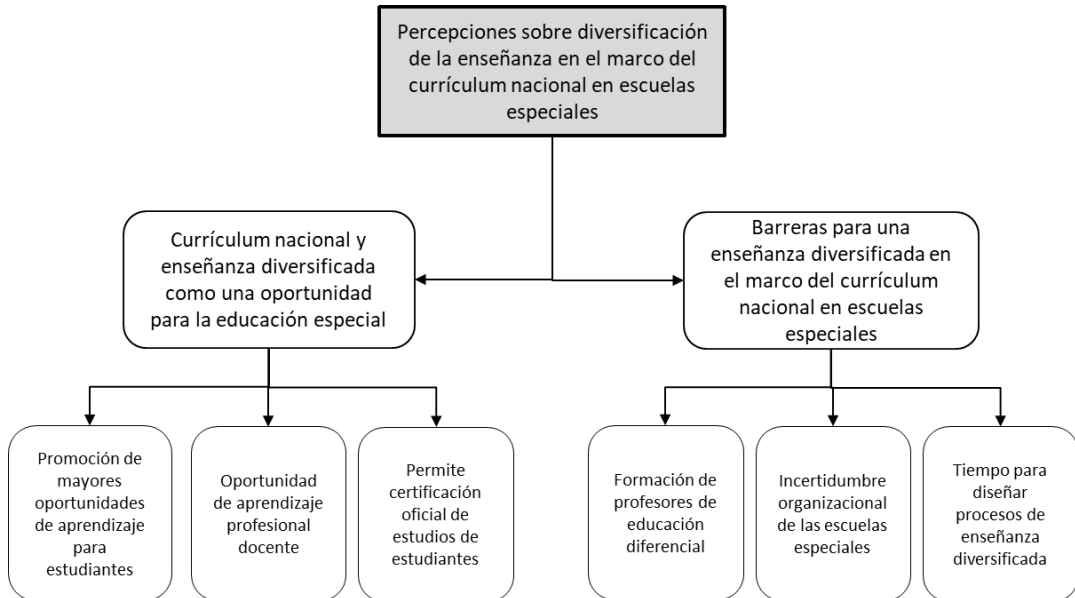 Percepciones sobre diversificación
de la enseñanza en el marco del
currículum nacional en escuelas
especiales
Currículum nacional y
enseñanza diversificada
como una oportunidad
para la educación especial
Barreras para una
enseñanza diversificada en
el marco del currículum
nacional en escuelas
especiales
Promoción de
mayores
oportunidades
de aprendizaje
para
estudiantes
Oportunidad
de aprendizaje
profesional
docente
Permite
certificación
oficial de
estudios de
estudiantes
Formación de
profesores de
educación
diferencial
Incertidumbre
organizacional
de las escuelas
especiales
Tiempo para
diseñar
procesos de
enseñanza
diversificada